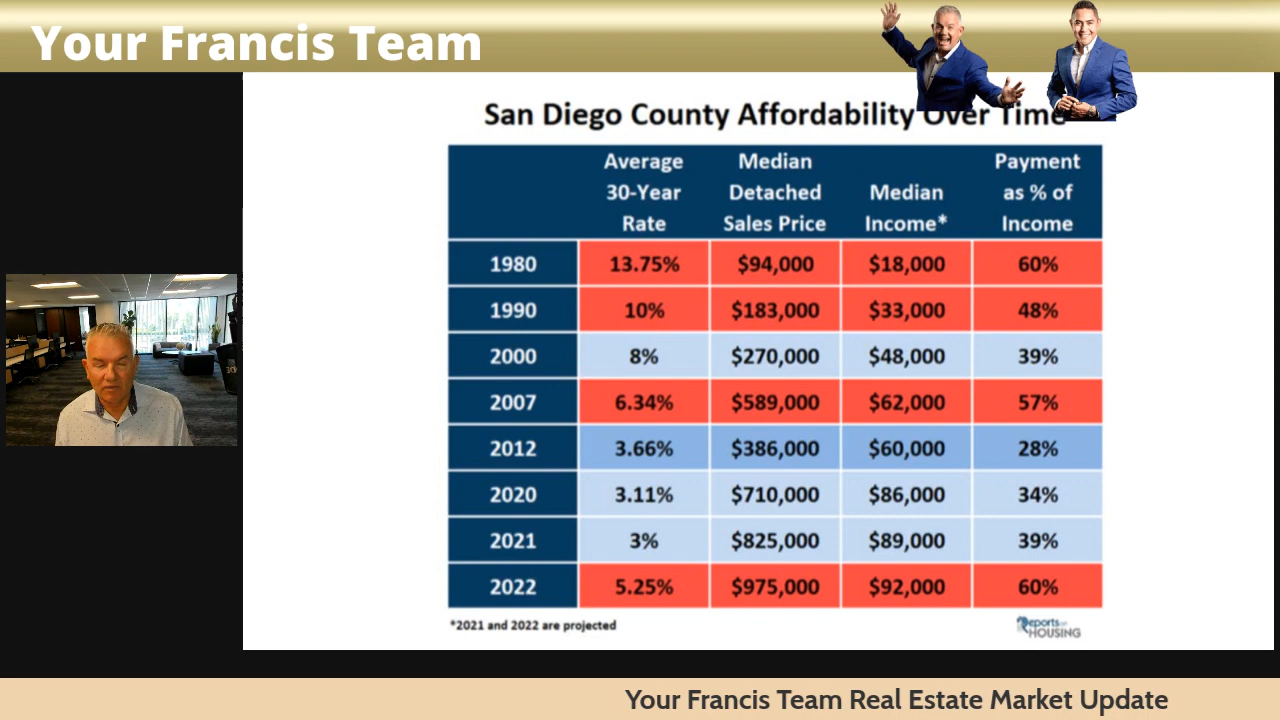 Your Francis Team
San Diego County Affordability Over Time
Average 30-Year Rate Median Detached Sales Price Median Income* Payment as % of Income
1980 13.75% $94,000 $18,000 60%
1990 10% $183,000 $33,000 48%
2000 8% $270,000 $48,000 39%
2007 6.34% $589,000 $62,000 57%
2012 3.66% $386,000 $60,000 28%
2020 3.11% $710,000 $86,000 34%
2021 3% $825,000 $89,000 39%
2022 5.25% $975,000 $92,000 60%
*2021 and 2022 are projected
Reports on
HOUSING
Your Francis Team Real Estate Market Update